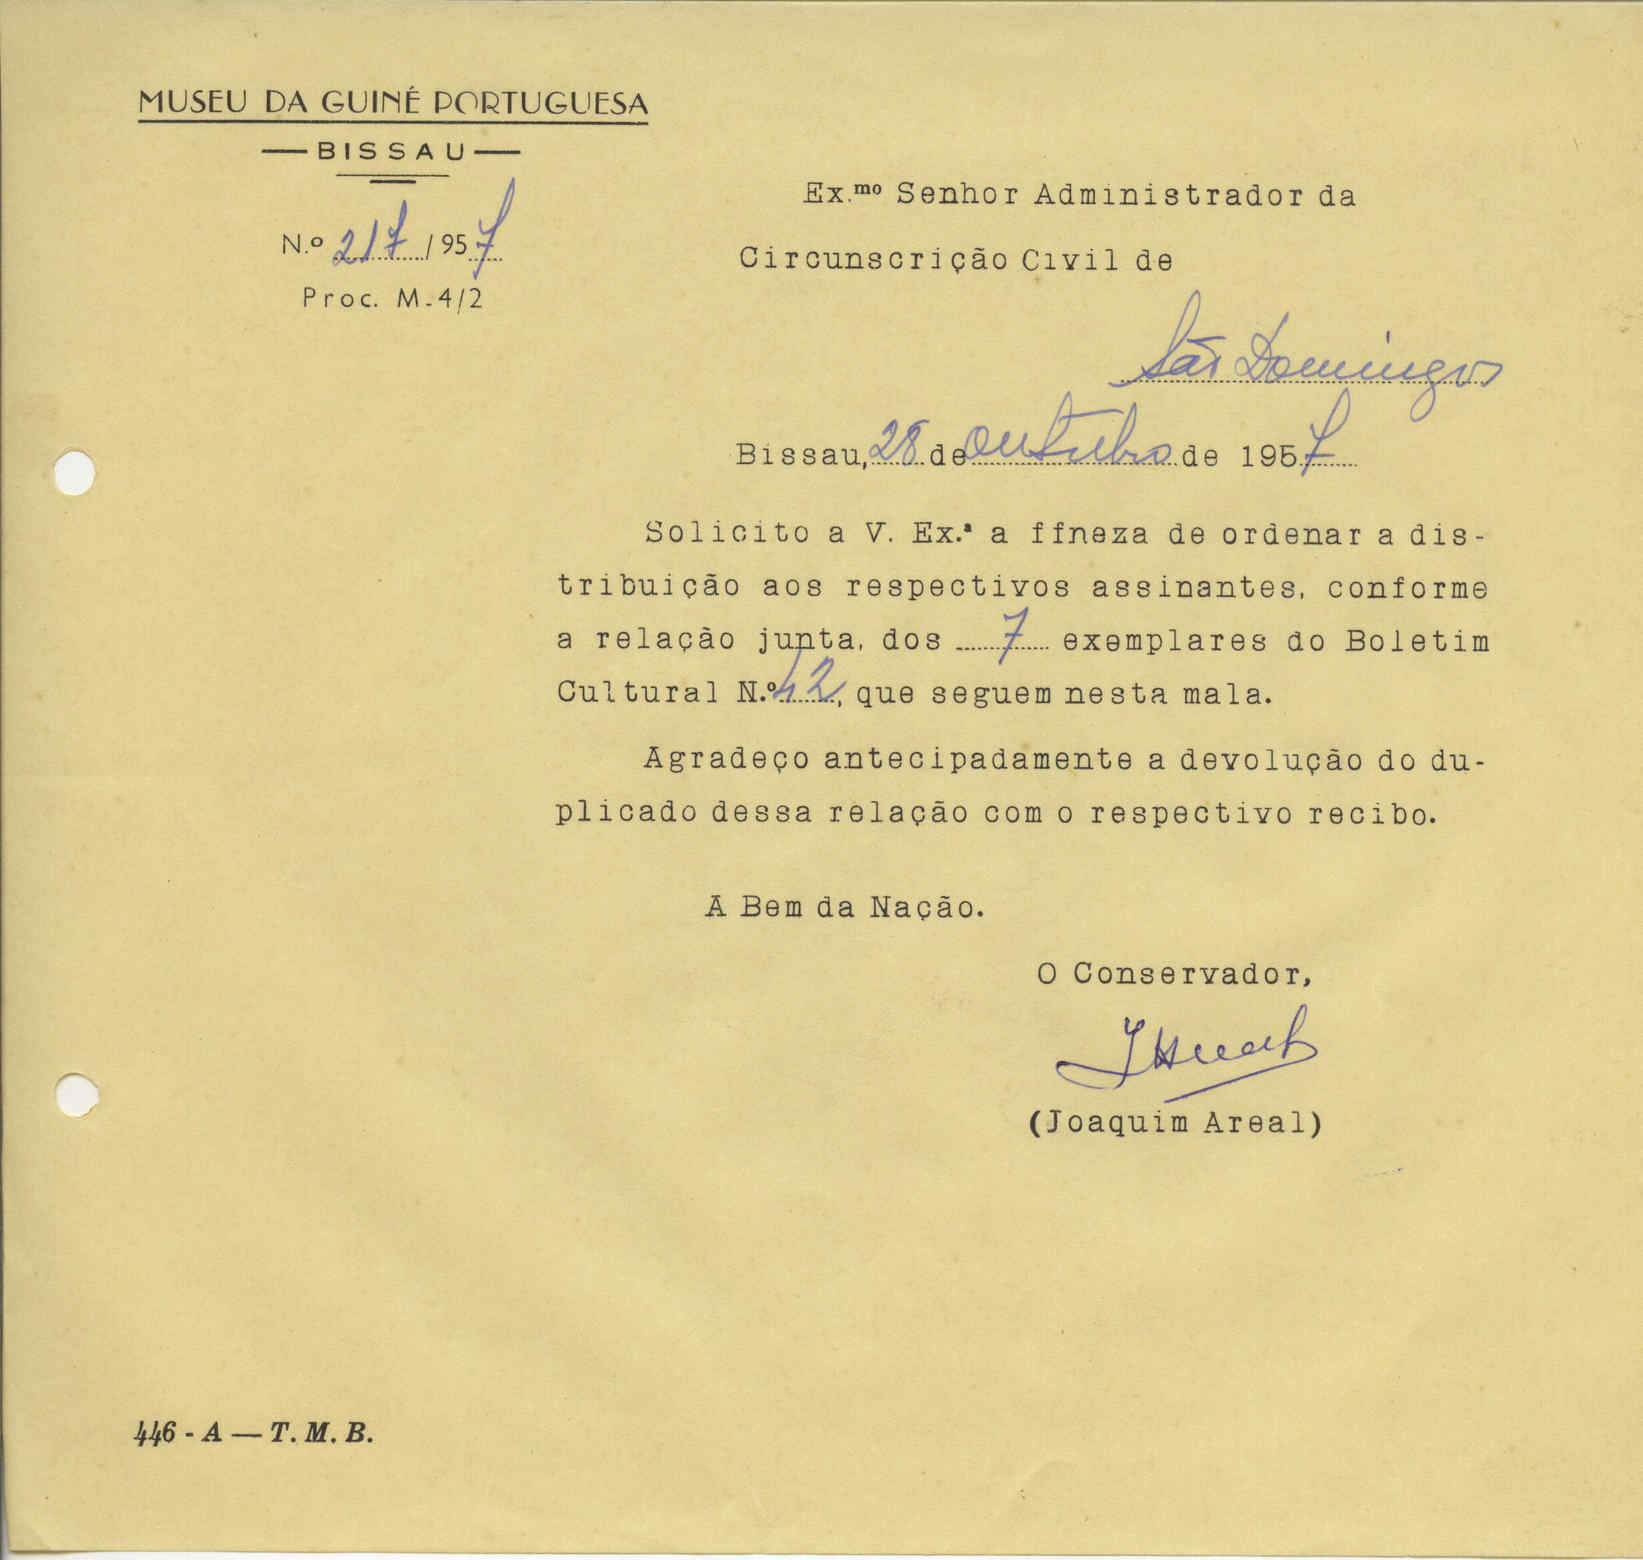 MUSEU DA GUINÉ PORTUGUESA
— BISSAU —
N.º 217/957
Proc. M-4/2
Ex.mo Senhor Administrador da
Circunscrição Civil de
São Domingos
Bissau, 28 de outubro de 1957
Solicito a V. Ex.ª a ffneza de ordenar a dis-
tribuição aos respectivos assinantes, conforme
a relação junta, dos 7 exemplares do Boletim
Cultural N.º 42, que seguem nesta mala.
Agradeço antecipadamente a devolução do du-
plicado dessa relação com o respectivo recibo.
A Bem da Nação.
O Conservador,
(Joaquim Areal)
446 - A — T. M. B.